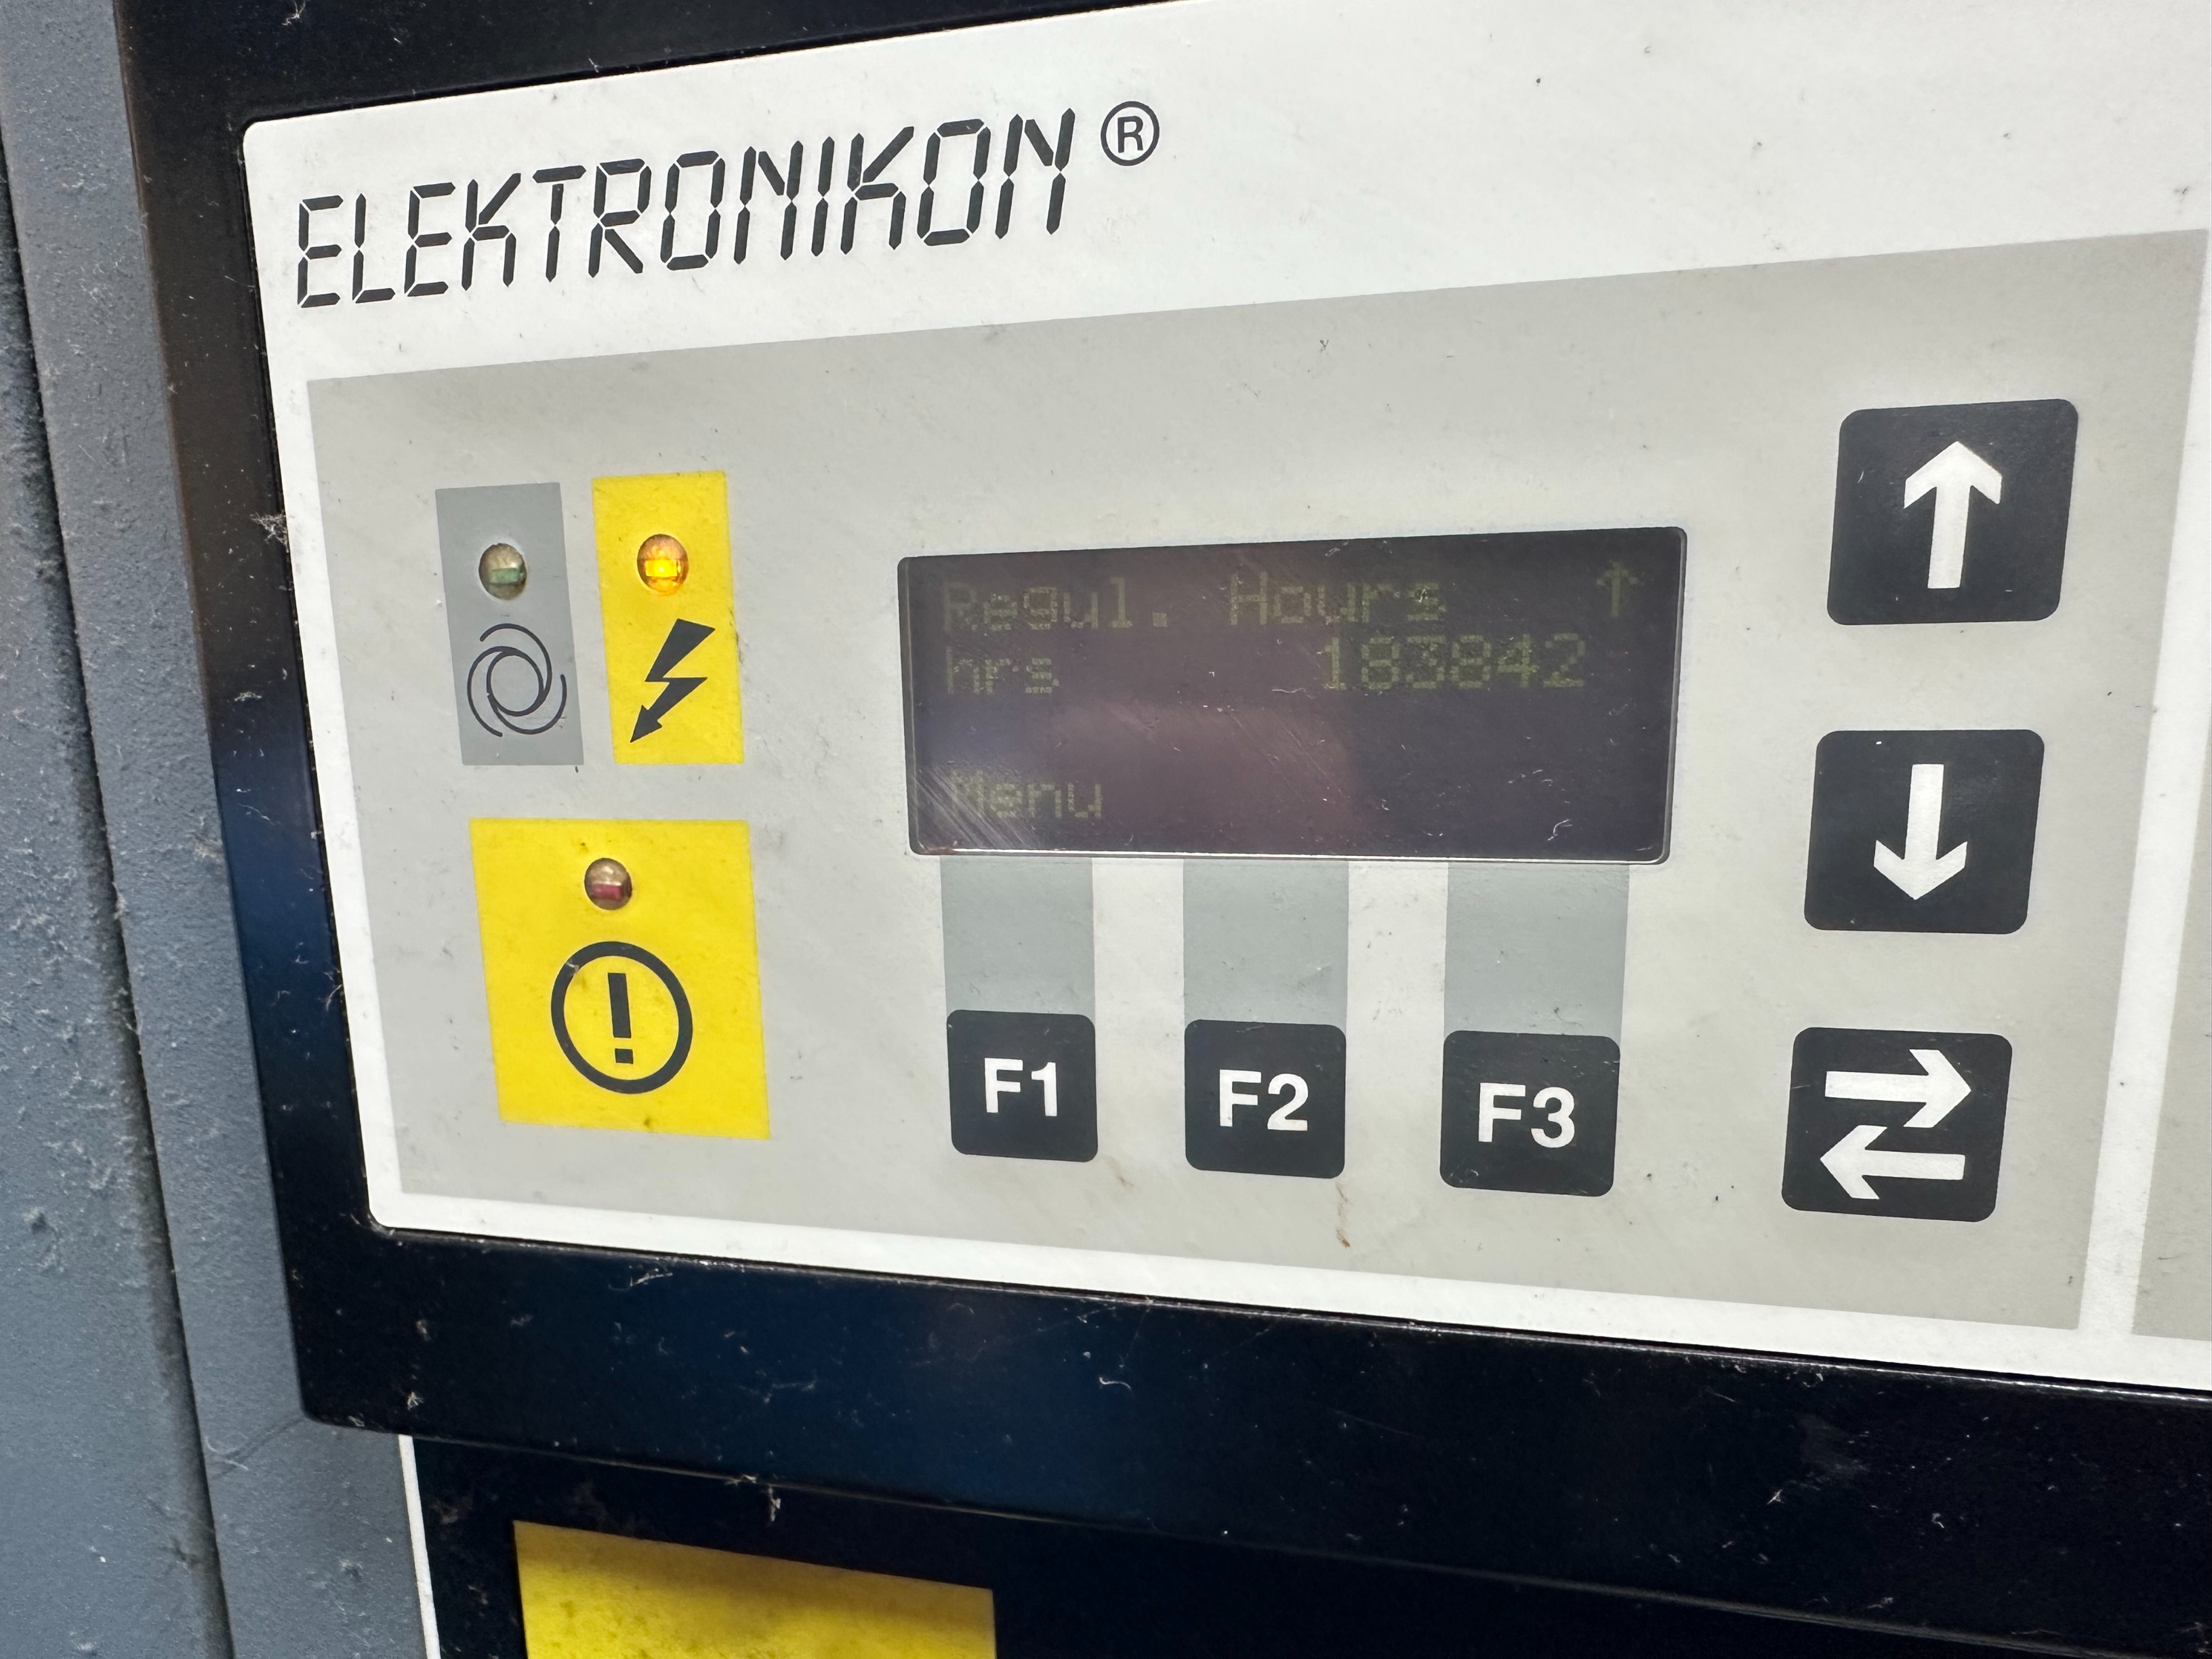 ELEKTRONIKON®
Regul. Hours ↑
hrs 183842
Menu
F1 F2 F3